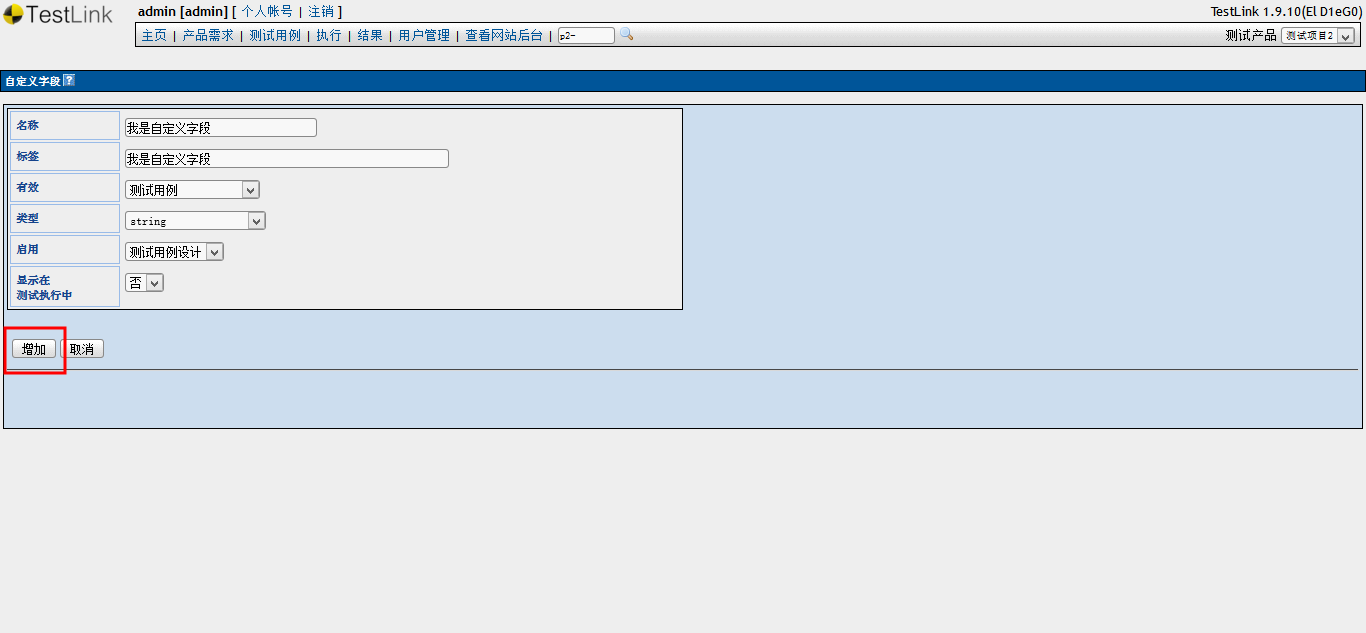 TestLink admin [admin] [ 个人帐号 | 注销 ] TestLink 1.9.10(El D1eG0)
主页 | 产品需求 | 测试用例 | 执行 | 结果 | 用户管理 | 查看网站后台 | p2- 测试产品 测试项目2
自定义字段 ?
名称 我是自定义字段
标签 我是自定义字段
有效 测试用例
类型 string
启用 测试用例设计
显示在
测试执行中 否
增加 取消